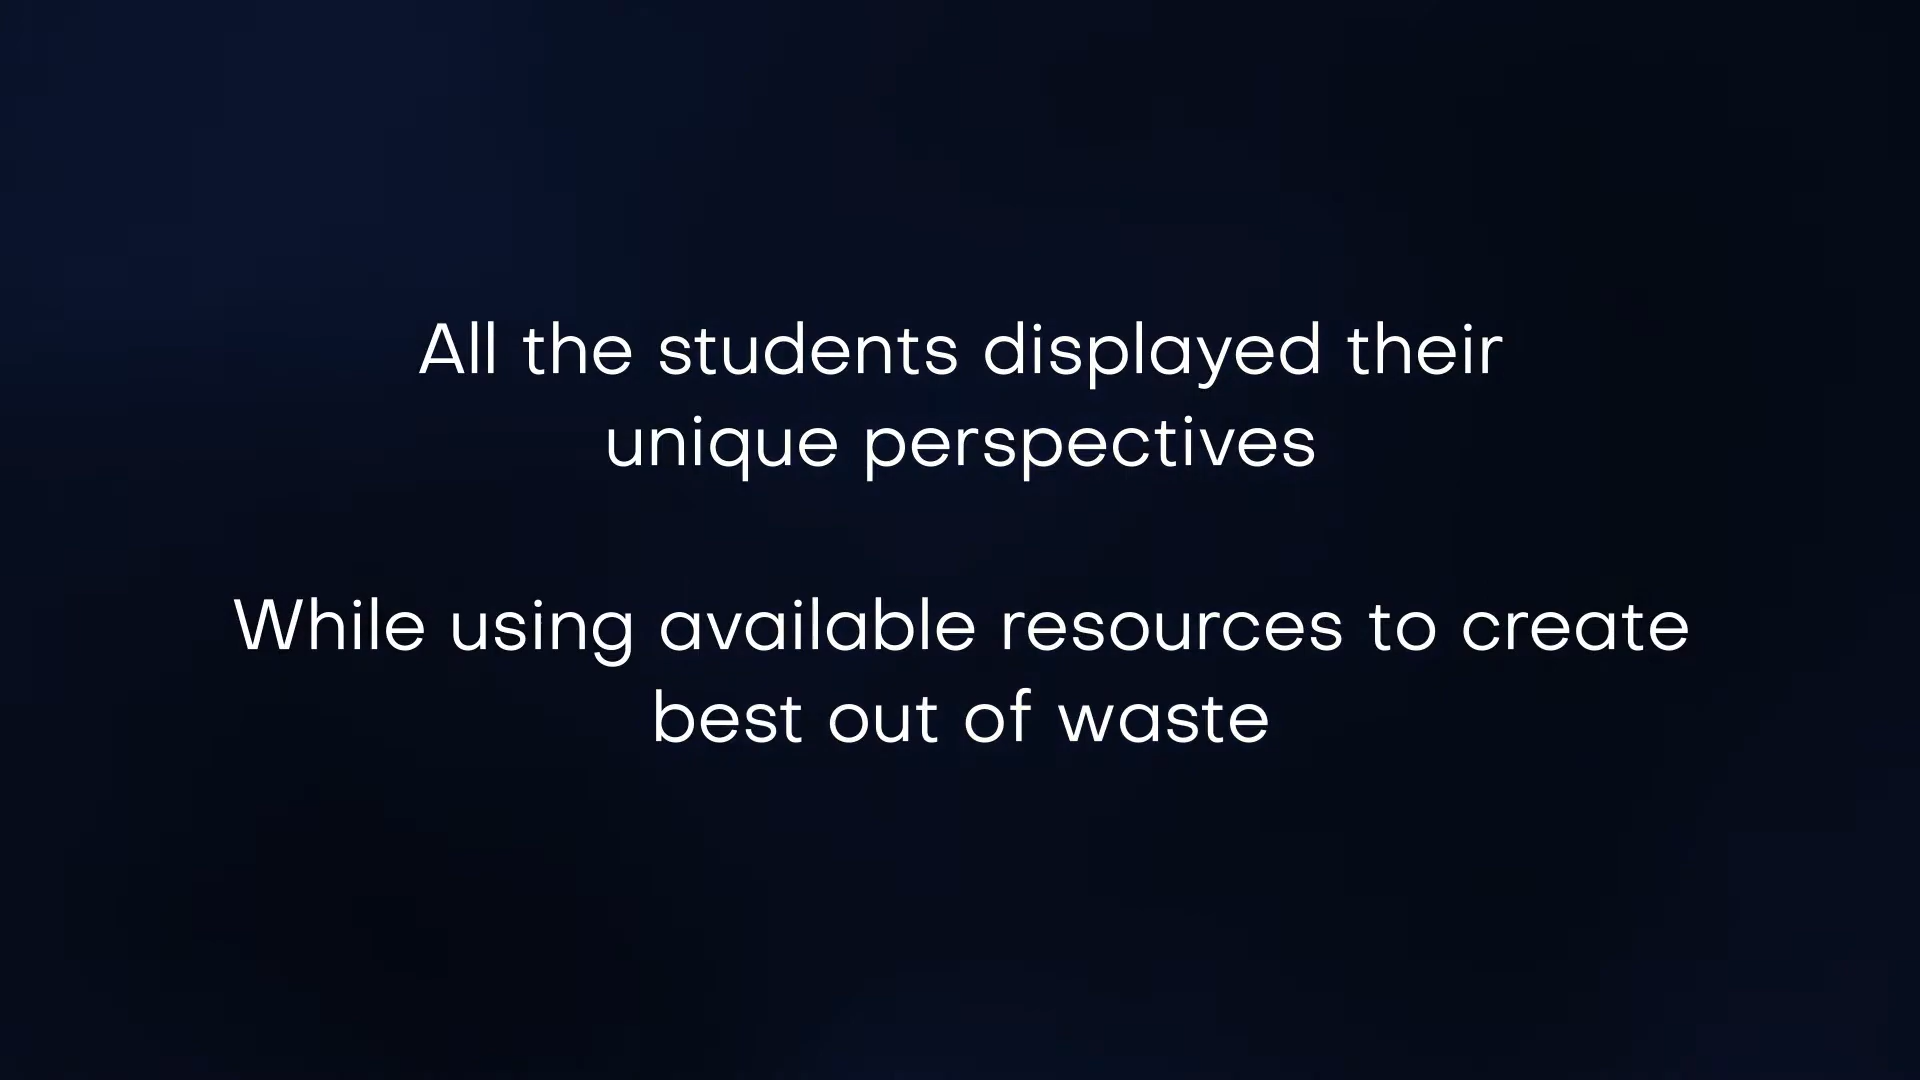 All the students displayed their
unique perspectives
While using available resources to create
best out of waste